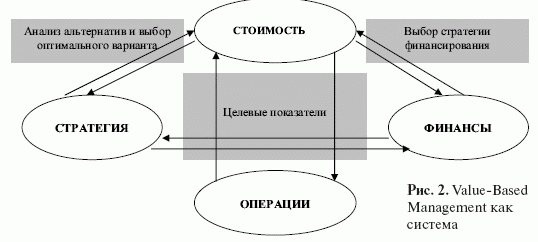 Анализ альтернатив и выбор
оптимального варианта
СТОИМОСТЬ
Выбор стратегии
финансирования
Целевые показатели
СТРАТЕГИЯ
ФИНАНСЫ
ОПЕРАЦИИ
Рис. 2. Value-Based
Management как
система